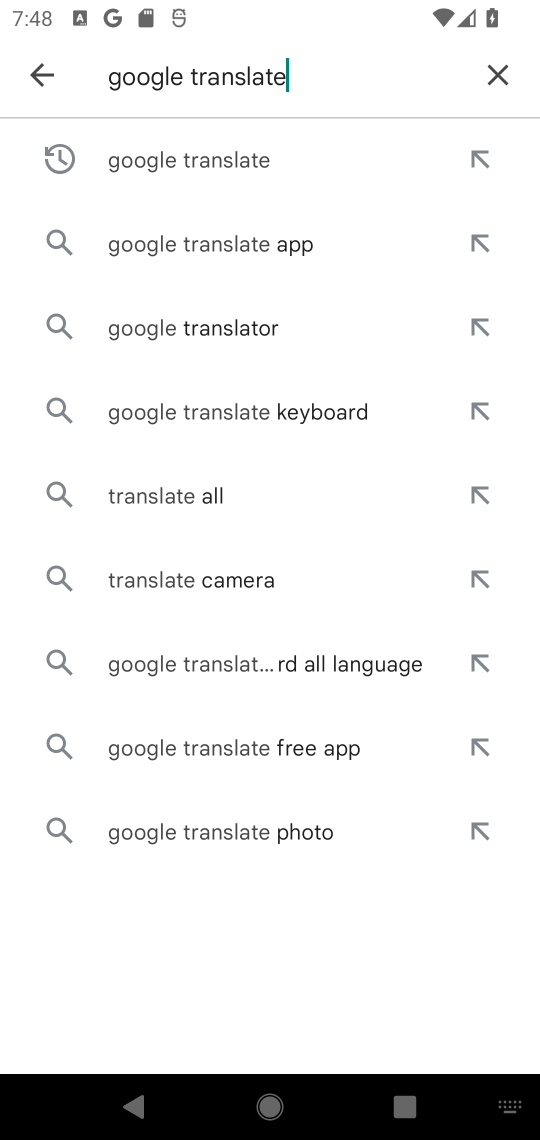 7:48
google translate
google translate
google translate app
google translator
google translate keyboard
translate all
translate camera
google translat... rd all language
google translate free app
google translate photo